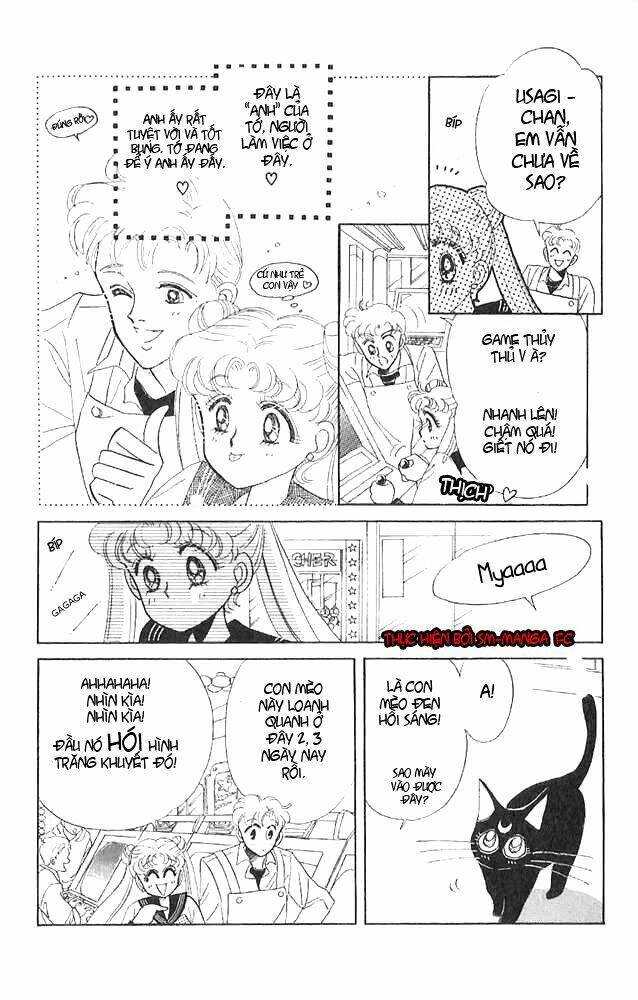 USAGI -
CHAN,
EM VẪN
CHƯA VỀ
SAO?
BÍP
ĐÂY LÀ
"ANH" CỦA
TỚ, NGƯỜI
LÀM VIỆC Ở
ĐÂY.
♡
ANH ẤY RẤT
TUYỆT VỜI VÀ TỐT
BỤNG. TỚ ĐANG
ĐỂ Ý ANH ẤY ĐẤY.
♡
ĐÚNG RỒI ♡
CỨ NHƯ TRẺ
CON VẬY ♡
GAME THỦY
THỦ V À?
NHANH LÊN!
CHẬM QUÁ!
GIẾT NÓ ĐI!
THỊCH ♡
Myaaaa
CHER
BÍP
GAGAGA
THỰC HIỆN BỞI SM-MANGA FC
A!
LÀ CON
MÈO ĐEN
HỒI SÁNG!
SAO MÀY
VÀO ĐƯỢC
ĐÂY?
CON MÈO
NÀY LOANH
QUANH Ở
ĐÂY 2, 3
NGÀY NAY
RỒI.
AHHAHAHA!
NHÌN KÌA!
NHÌN KÌA!
ĐẦU NÓ HÓI HÌNH
TRĂNG KHUYẾT ĐÓ!